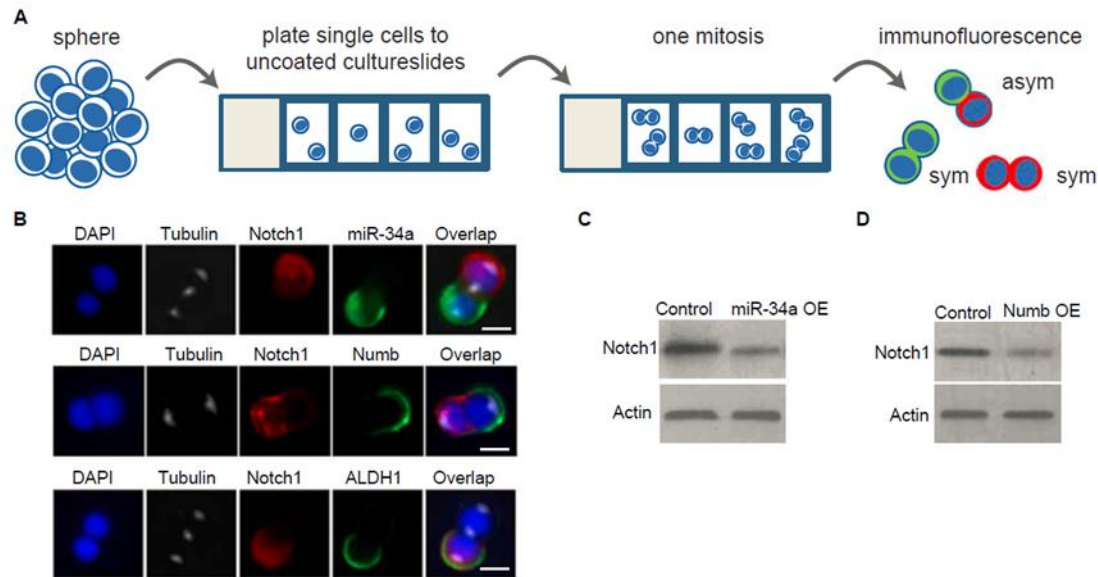 A
sphere
plate single cells to
uncoated cultureslides
one mitosis
immunofluorescence
asym
sym
sym
B
DAPI Tubulin Notch1 miR-34a Overlap
DAPI Tubulin Notch1 Numb Overlap
DAPI Tubulin Notch1 ALDH1 Overlap
C
Control miR-34a OE
Notch1
Actin
D
Control Numb OE
Notch1
Actin